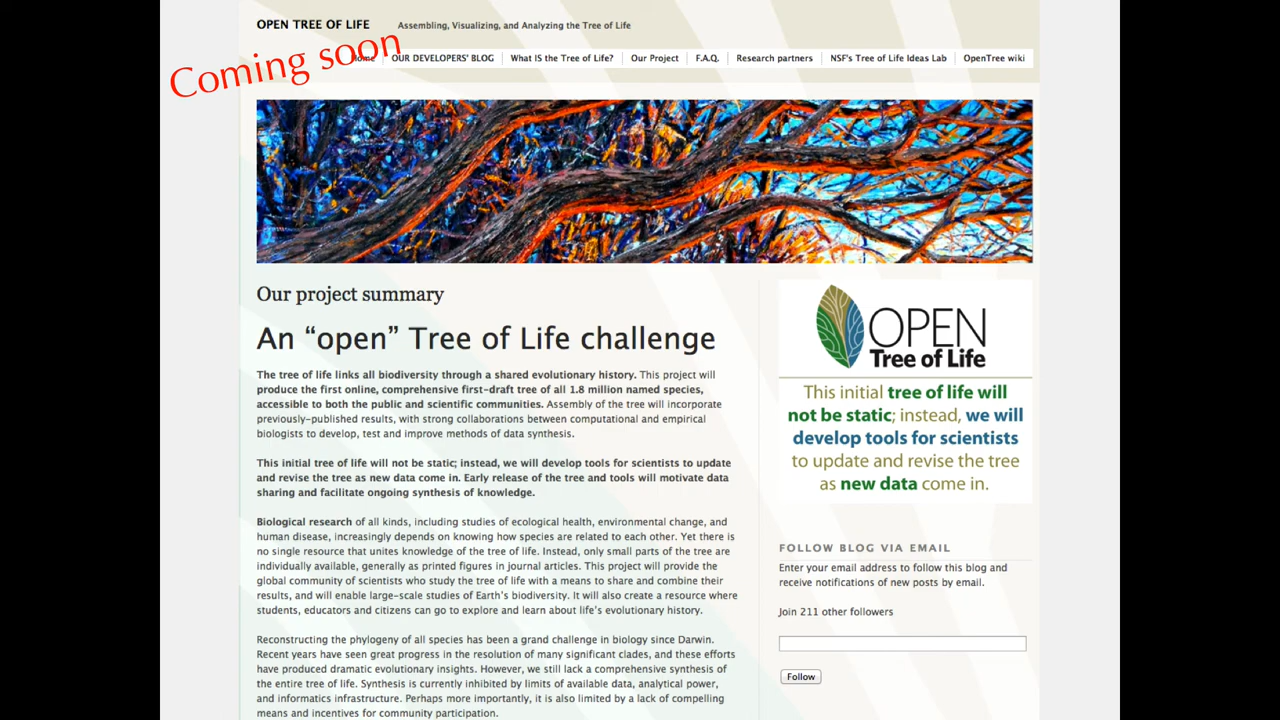 OPEN TREE OF LIFE
Assembling, Visualizing, and Analyzing the Tree of Life
Coming soon
Home
OUR DEVELOPERS' BLOG
What IS the Tree of Life?
Our Project
F.A.Q.
Research partners
NSF's Tree of Life Ideas Lab
OpenTree wiki
Our project summary
An “open” Tree of Life challenge
The tree of life links all biodiversity through a shared evolutionary history. This project will
produce the first online, comprehensive first-draft tree of all 1.8 million named species,
accessible to both the public and scientific communities. Assembly of the tree will incorporate
previously-published results, with strong collaborations between computational and empirical
biologists to develop, test and improve methods of data synthesis.
This initial tree of life will not be static; instead, we will develop tools for scientists to update
and revise the tree as new data come in. Early release of the tree and tools will motivate data
sharing and facilitate ongoing synthesis of knowledge.
Biological research of all kinds, including studies of ecological health, environmental change, and
human disease, increasingly depends on knowing how species are related to each other. Yet there is
no single resource that unites knowledge of the tree of life. Instead, only small parts of the tree are
individually available, generally as printed figures in journal articles. This project will provide the
global community of scientists who study the tree of life with a means to share and combine their
results, and will enable large-scale studies of Earth's biodiversity. It will also create a resource where
students, educators and citizens can go to explore and learn about life's evolutionary history.
Reconstructing the phylogeny of all species has been a grand challenge in biology since Darwin.
Recent years have seen great progress in the resolution of many significant clades, and these efforts
have produced dramatic evolutionary insights. However, we still lack a comprehensive synthesis of
the entire tree of life. Synthesis is currently inhibited by limits of available data, analytical power,
and informatics infrastructure. Perhaps more importantly, it is also limited by a lack of compelling
means and incentives for community participation.
OPEN
Tree of Life
This initial tree of life will
not be static; instead, we will
develop tools for scientists
to update and revise the tree
as new data come in.
FOLLOW BLOG VIA EMAIL
Enter your email address to follow this blog and
receive notifications of new posts by email.
Join 211 other followers
Follow